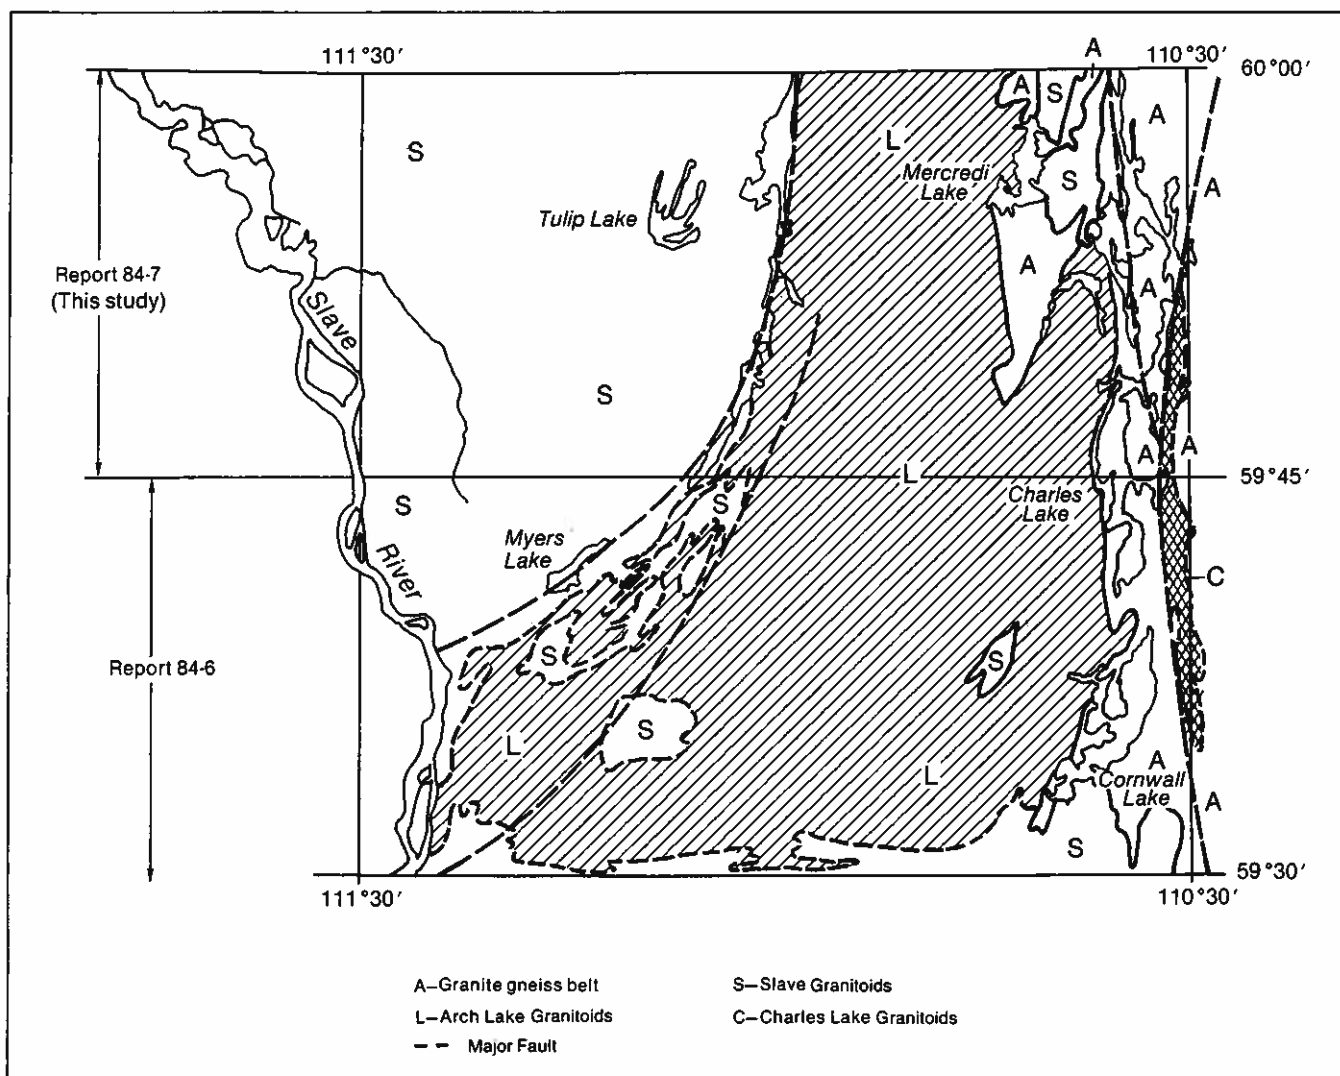 111°30′
A
110°30′
60°00′
A
S
A
L
S
Mercredi
Lake
S
A
Tulip Lake
Report 84-7
(This study)
A
A
Slave
S
A
A
L
59°45′
S
S
Charles
Lake
Myers
Lake
River
C
Report 84-6
S
S
S
L
L
A
Cornwall
Lake
A
S
59°30′
111°30′
110°30′
A–Granite gneiss belt
S–Slave Granitoids
L–Arch Lake Granitoids
C–Charles Lake Granitoids
Major Fault